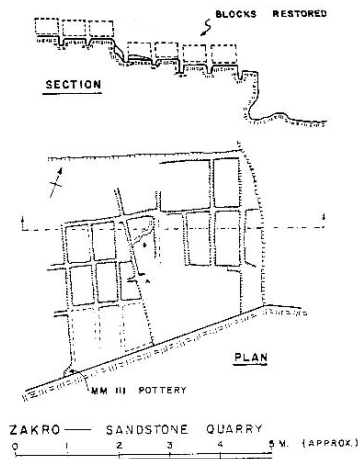 BLOCKS RESTORED
SECTION
B
A
PLAN
MM III POTTERY
ZAKRO — SANDSTONE QUARRY
0 1 2 3 4 5 M. (APPROX.)